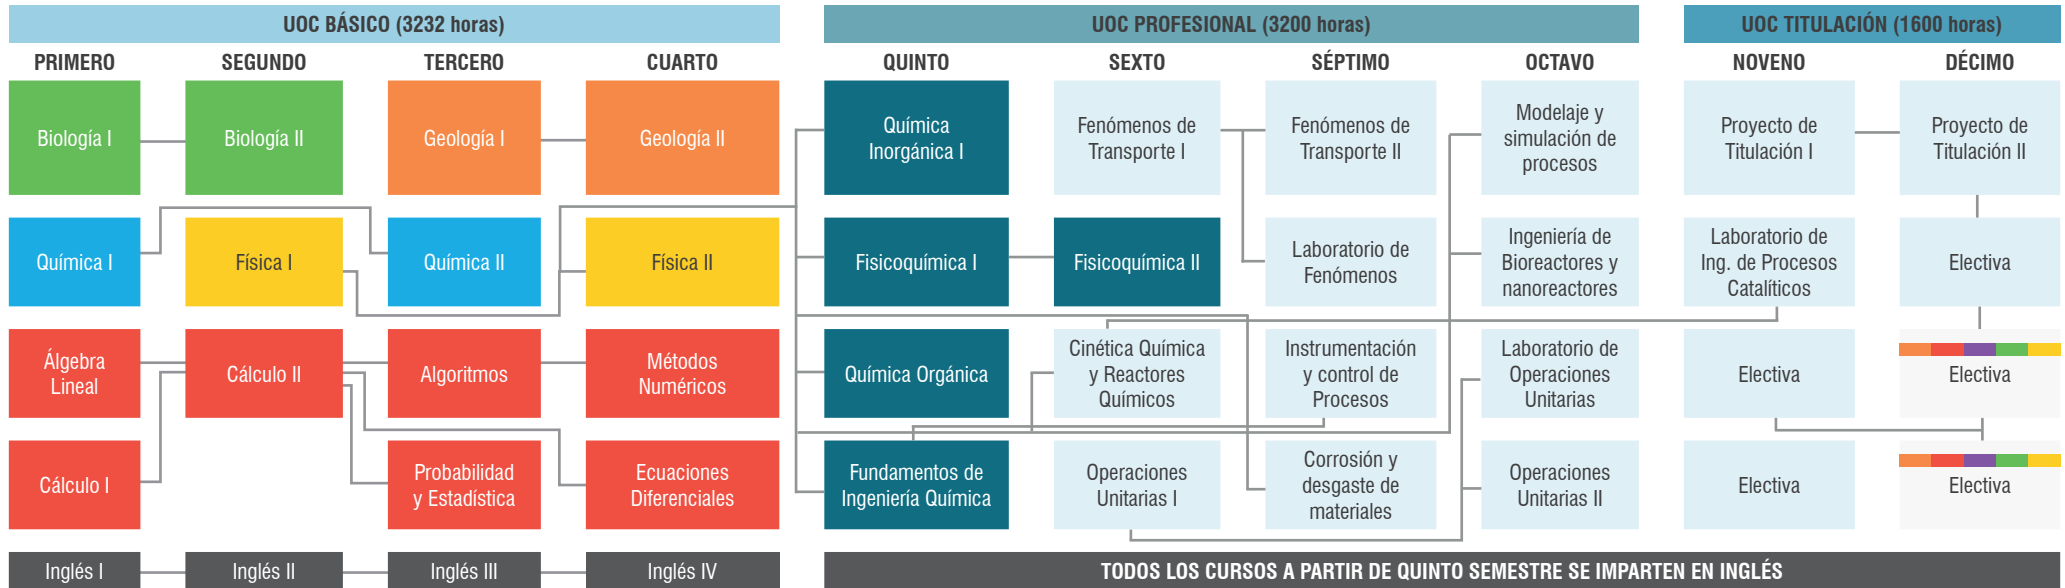 UOC BÁSICO (3232 horas)
UOC PROFESIONAL (3200 horas)
UOC TITULACIÓN (1600 horas)
PRIMERO
SEGUNDO
TERCERO
CUARTO
QUINTO
SEXTO
SÉPTIMO
OCTAVO
NOVENO
DÉCIMO
Biología I
Biología II
Geología I
Geología II
Química
Inorgánica I
Fenómenos de
Transporte I
Fenómenos de
Transporte II
Modelaje y
simulación de
procesos
Proyecto de
Titulación I
Proyecto de
Titulación II
Química I
Física I
Química II
Física II
Fisicoquímica I
Fisicoquímica II
Laboratorio de
Fenómenos
Ingeniería de
Bioreactores y
nanoreactores
Laboratorio de
Ing. de Procesos
Catalíticos
Electiva
Álgebra
Lineal
Cálculo II
Algoritmos
Métodos
Numéricos
Química Orgánica
Cinética Química
y Reactores
Químicos
Instrumentación
y control de
Procesos
Laboratorio de
Operaciones
Unitarias
Electiva
Electiva
Cálculo I
Probabilidad
y Estadística
Ecuaciones
Diferenciales
Fundamentos de
Ingeniería Química
Operaciones
Unitarias I
Corrosión y
desgaste de
materiales
Operaciones
Unitarias II
Electiva
Electiva
Inglés I
Inglés II
Inglés III
Inglés IV
TODOS LOS CURSOS A PARTIR DE QUINTO SEMESTRE SE IMPARTEN EN INGLÉS